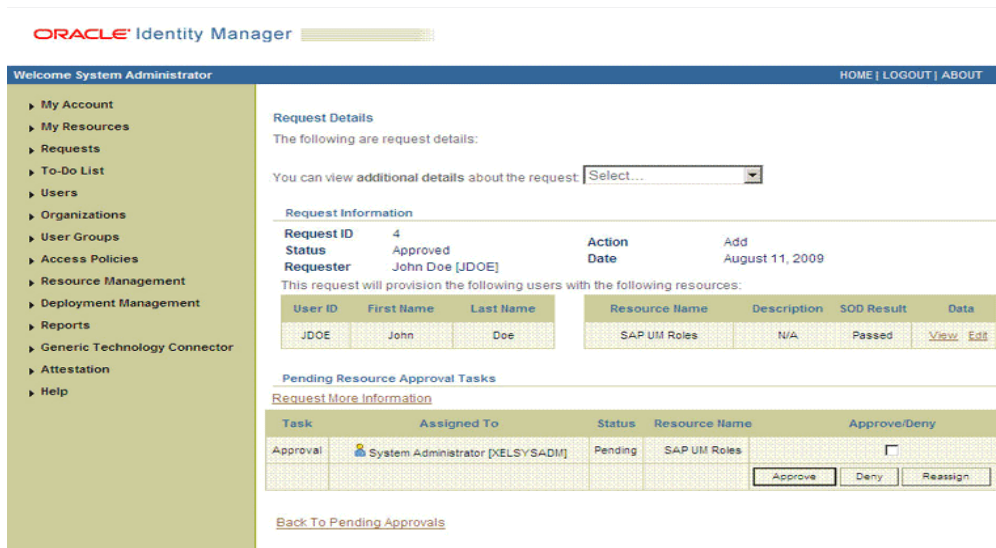 ORACLE Identity Manager
Welcome System Administrator
HOME | LOGOUT | ABOUT
My Account
My Resources
Requests
To-Do List
Users
Organizations
User Groups
Access Policies
Resource Management
Deployment Management
Reports
Generic Technology Connector
Attestation
Help
Request Details
The following are request details:
You can view additional details about the request: Select...
Request Information
Request ID 4
Status Approved
Requester John Doe [JDOE]
Action Add
Date August 11, 2009
This request will provision the following users with the following resources:
User ID First Name Last Name
JDOE John Doe
Resource Name Description SOD Result Data
SAP UM Roles N/A Passed View Edit
Pending Resource Approval Tasks
Request More Information
Task Assigned To Status Resource Name Approve/Deny
Approval System Administrator [XELSYSADM] Pending SAP UM Roles
Approve Deny Reassign
Back To Pending Approvals